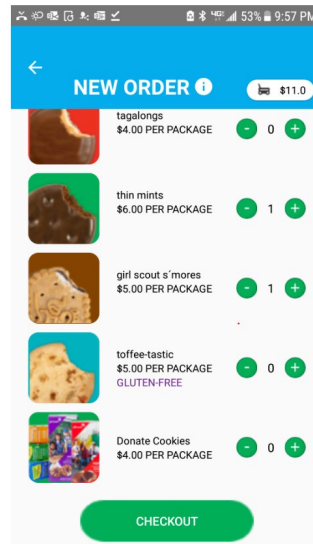 4G 53% 9:57 PM
NEW ORDER i
$11.0
tagalongs
$4.00 PER PACKAGE
- 0 +
thin mints
$6.00 PER PACKAGE
- 1 +
girl scout s´mores
$5.00 PER PACKAGE
- 1 +
toffee-tastic
$5.00 PER PACKAGE
GLUTEN-FREE
- 0 +
Donate Cookies
$4.00 PER PACKAGE
- 0 +
CHECKOUT